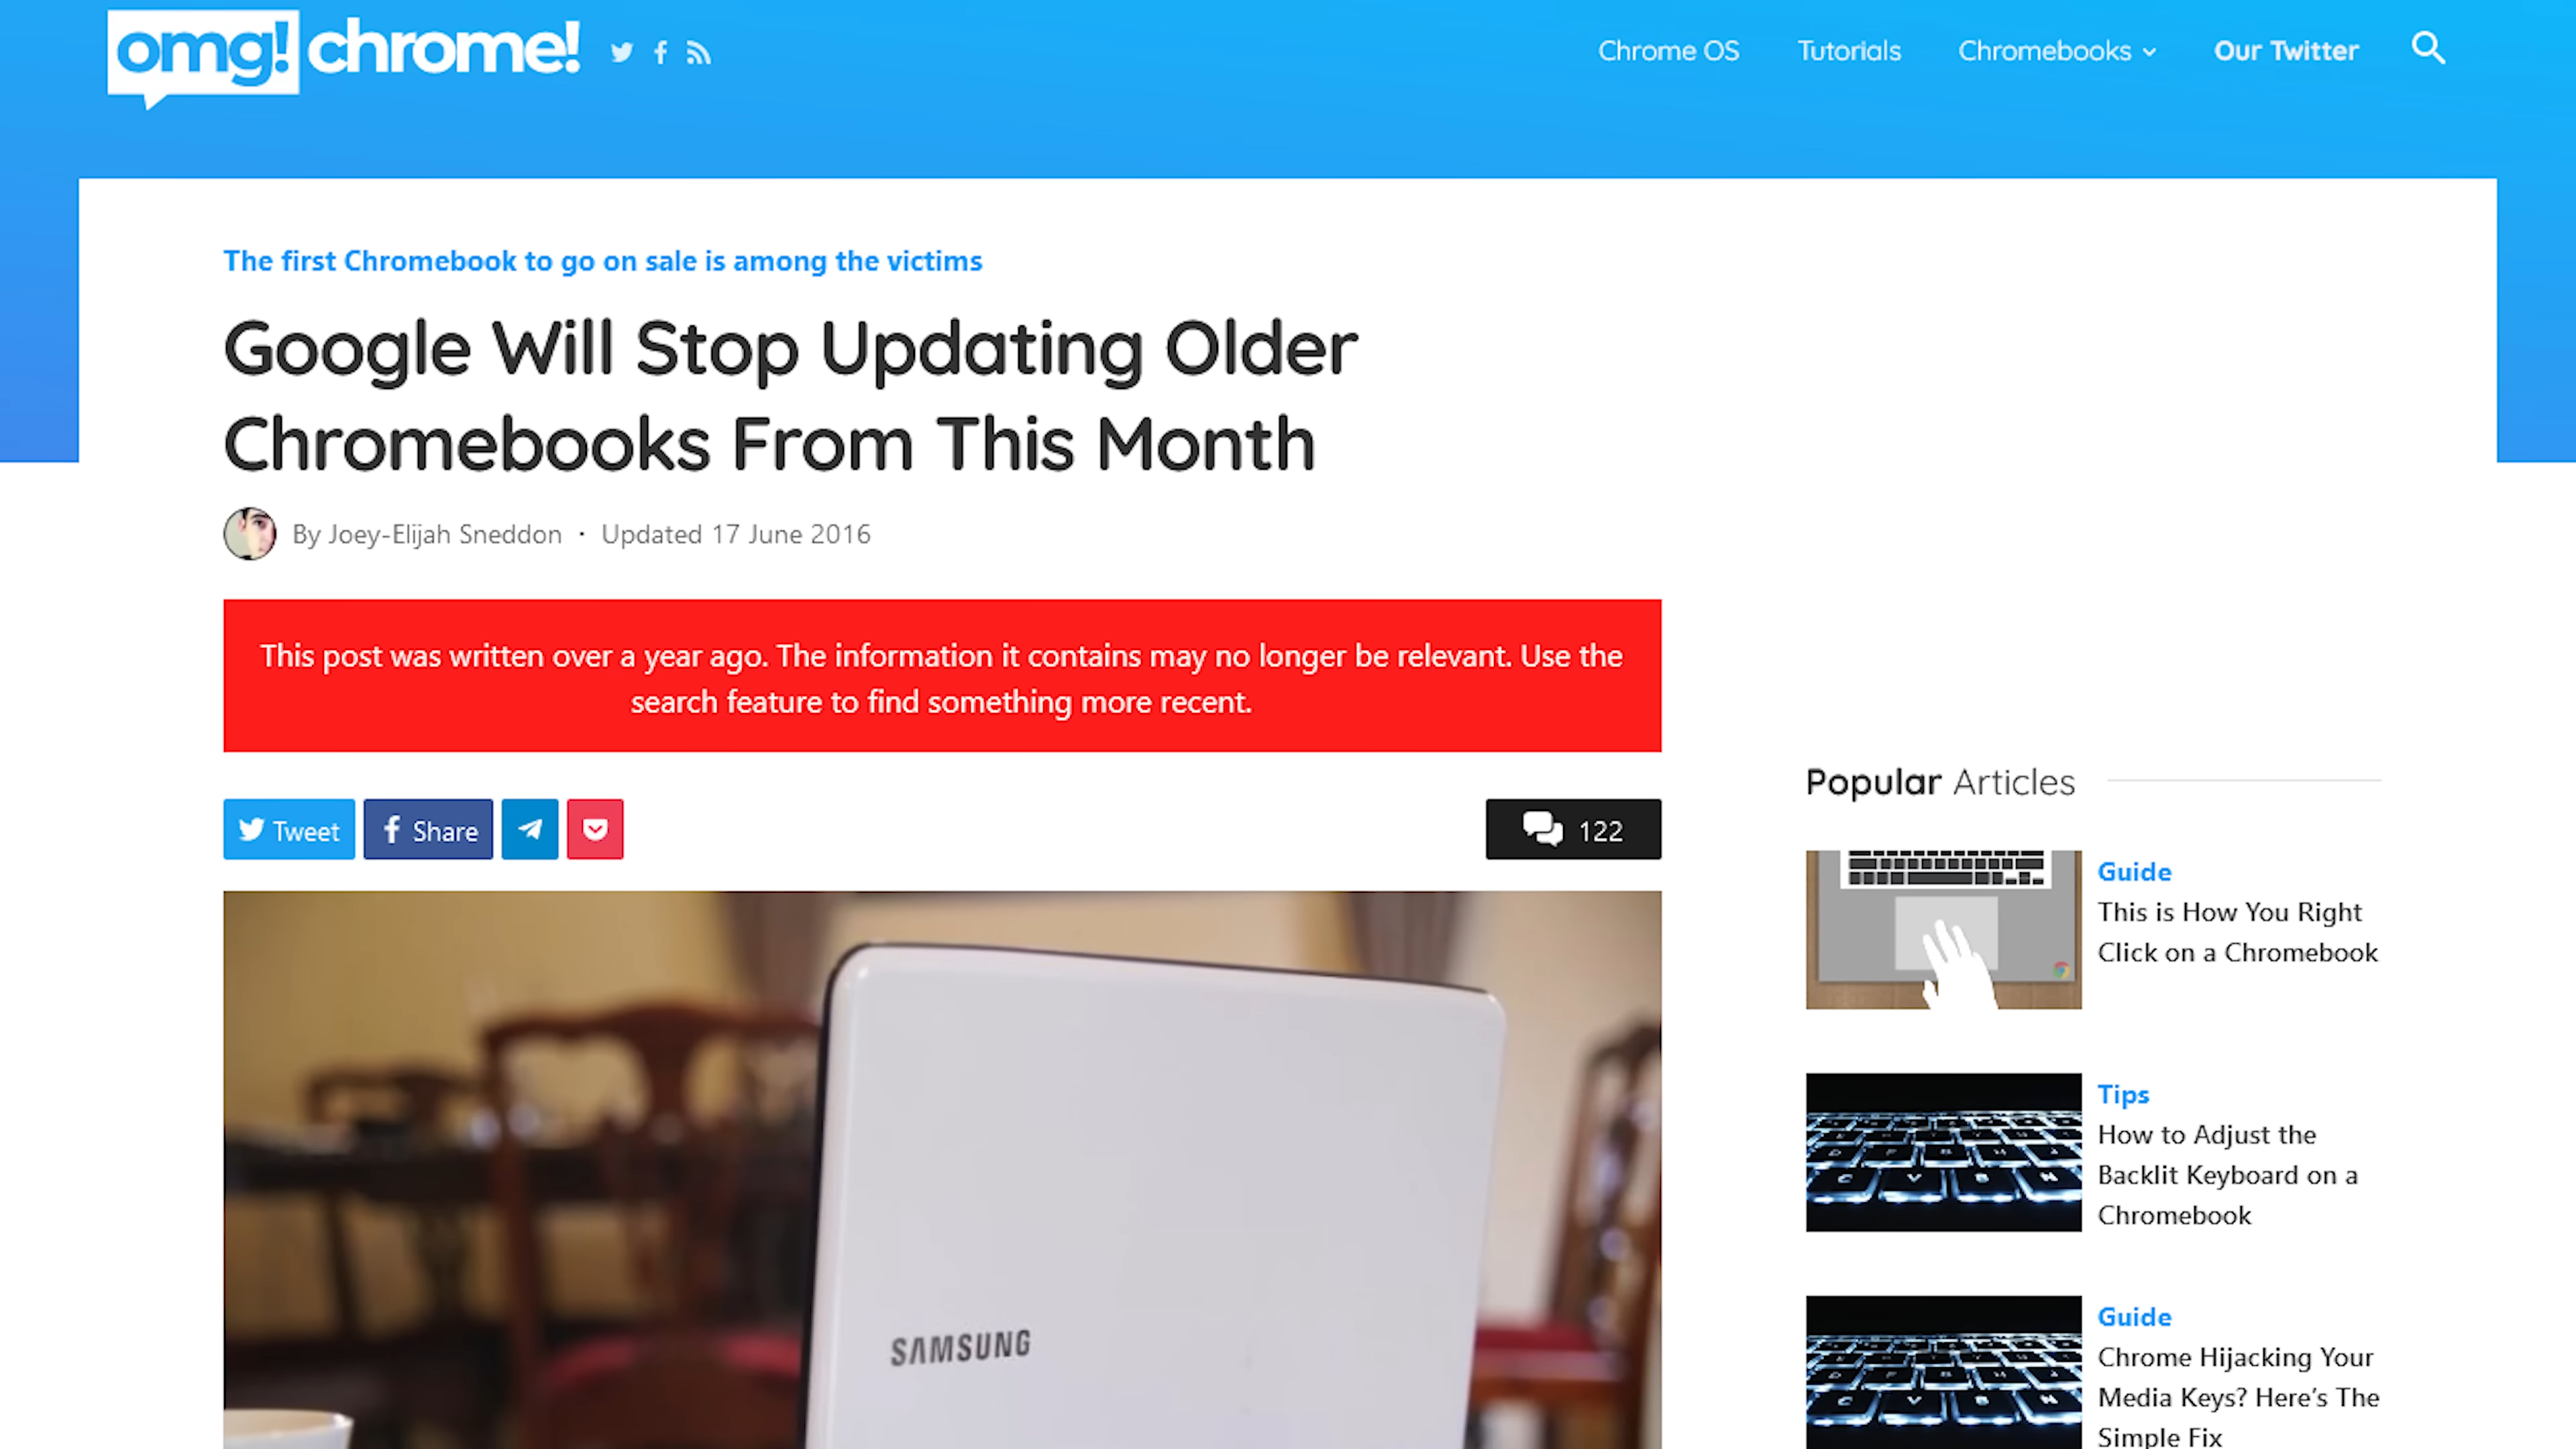 omg! chrome!
Chrome OS
Tutorials
Chromebooks
Our Twitter
The first Chromebook to go on sale is among the victims
Google Will Stop Updating Older
Chromebooks From This Month
By Joey-Elijah Sneddon · Updated 17 June 2016
This post was written over a year ago. The information it contains may no longer be relevant. Use the
search feature to find something more recent.
Tweet
Share
122
SAMSUNG
Popular Articles
Guide
This is How You Right
Click on a Chromebook
Tips
How to Adjust the
Backlit Keyboard on a
Chromebook
Guide
Chrome Hijacking Your
Media Keys? Here's The
Simple Fix